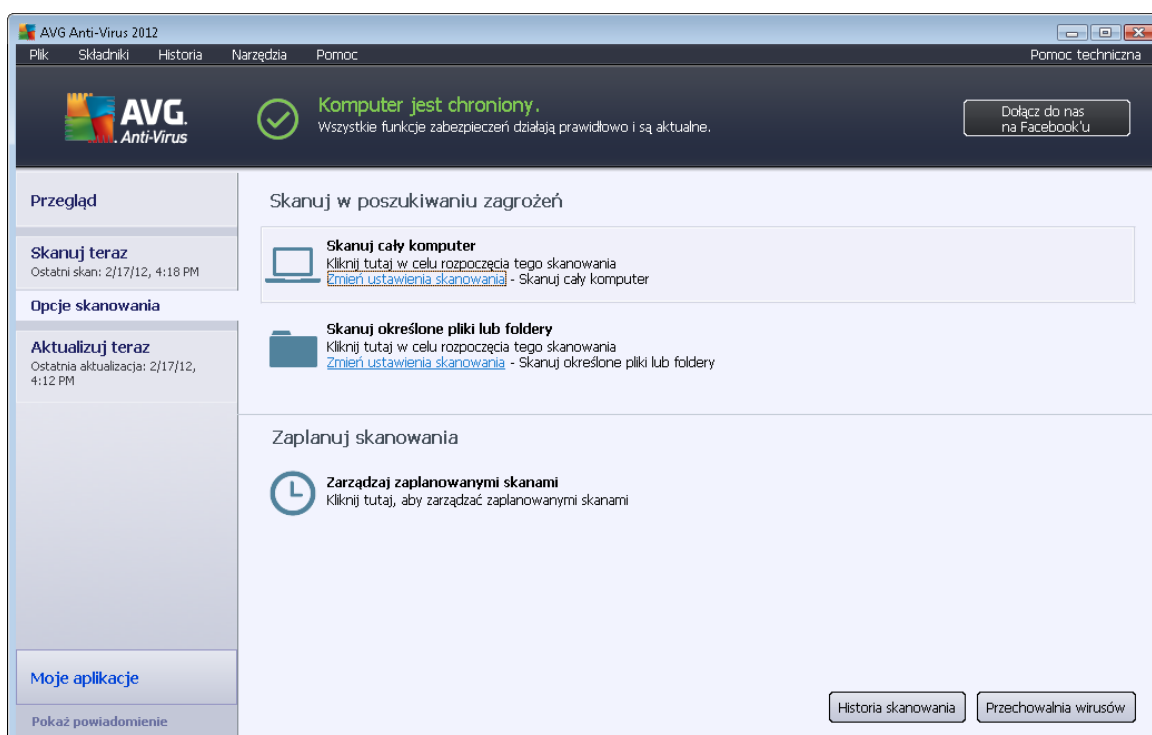 AVG Anti-Virus 2012
Plik Składniki Historia Narzędzia Pomoc Pomoc techniczna
AVG.
Anti-Virus
Komputer jest chroniony.
Wszystkie funkcje zabezpieczeń działają prawidłowo i są aktualne.
Dołącz do nas
na Facebook'u
Przegląd
Skanuj teraz
Ostatni skan: 2/17/12, 4:18 PM
Opcje skanowania
Aktualizuj teraz
Ostatnia aktualizacja: 2/17/12,
4:12 PM
Skanuj w poszukiwaniu zagrożeń
Skanuj cały komputer
Kliknij tutaj w celu rozpoczęcia tego skanowania
Zmień ustawienia skanowania - Skanuj cały komputer
Skanuj określone pliki lub foldery
Kliknij tutaj w celu rozpoczęcia tego skanowania
Zmień ustawienia skanowania - Skanuj określone pliki lub foldery
Zaplanuj skanowania
Zarządzaj zaplanowanymi skanami
Kliknij tutaj, aby zarządzać zaplanowanymi skanami
Moje aplikacje
Pokaż powiadomienie
Historia skanowania
Przechowalnia wirusów